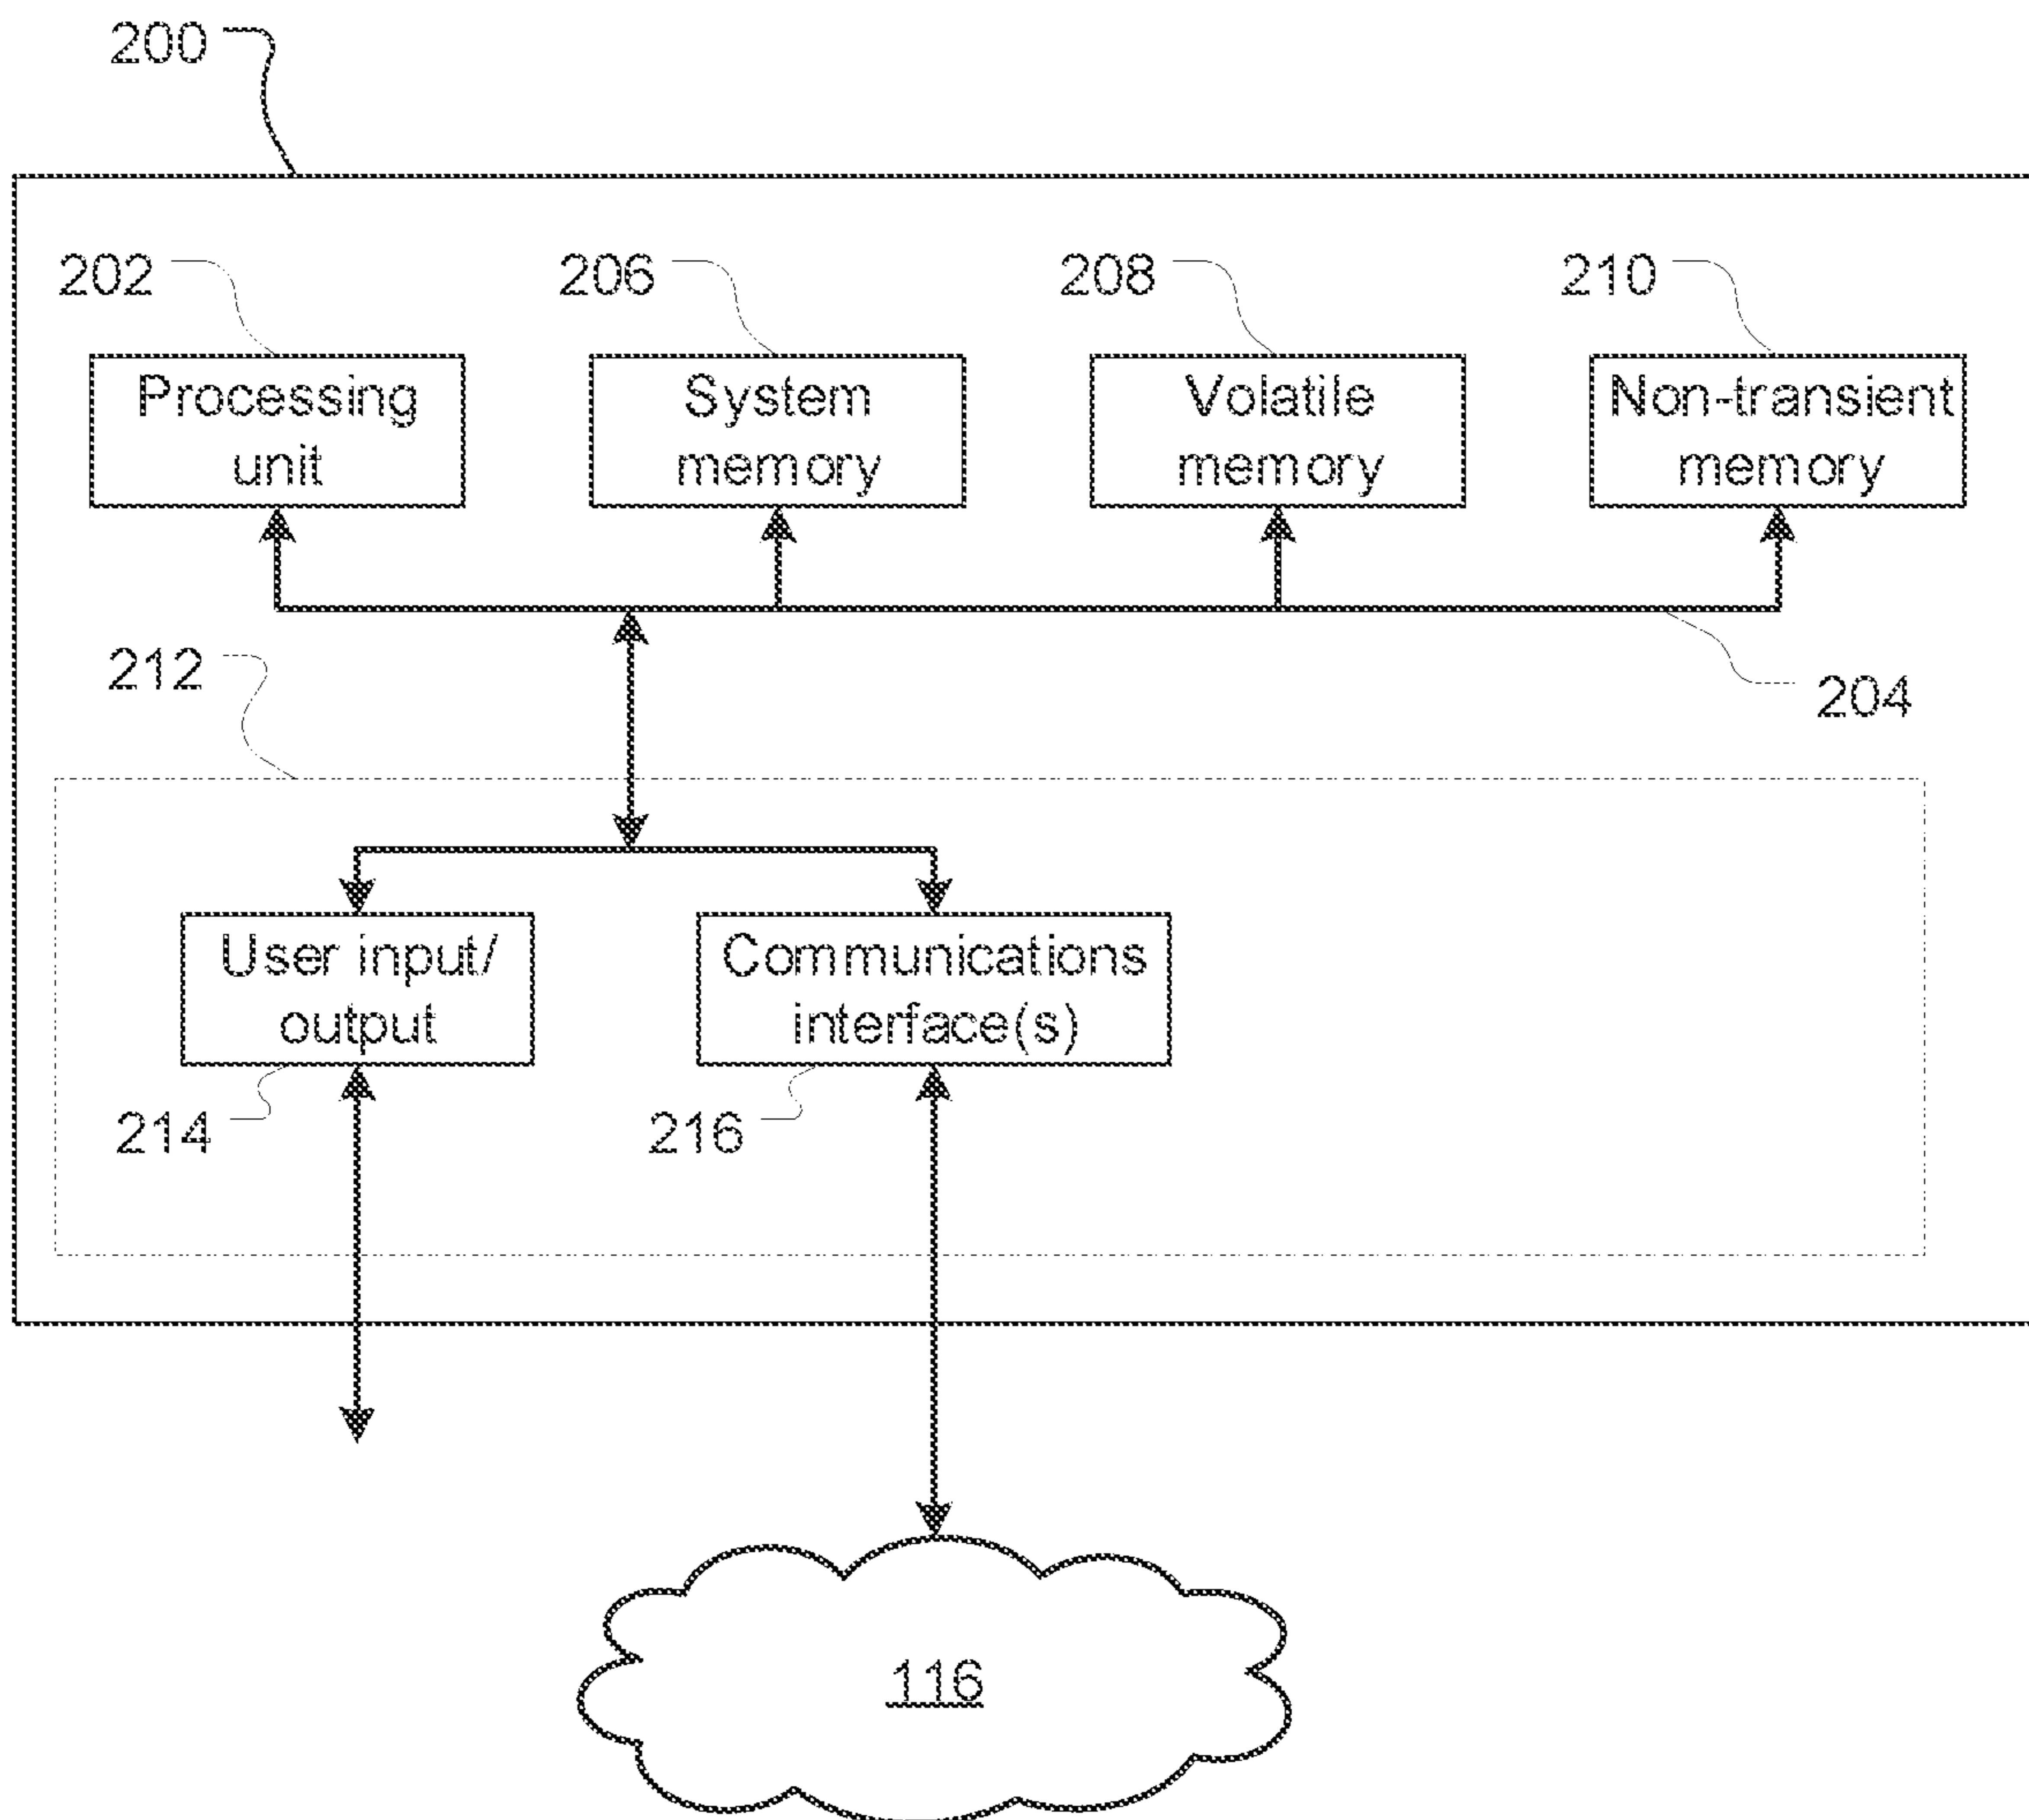 200
202
206
208
210
Processing
unit
System
memory
Volatile
memory
Non-transient
memory
212
204
User input/
output
Communications
interface(s)
214
216
116